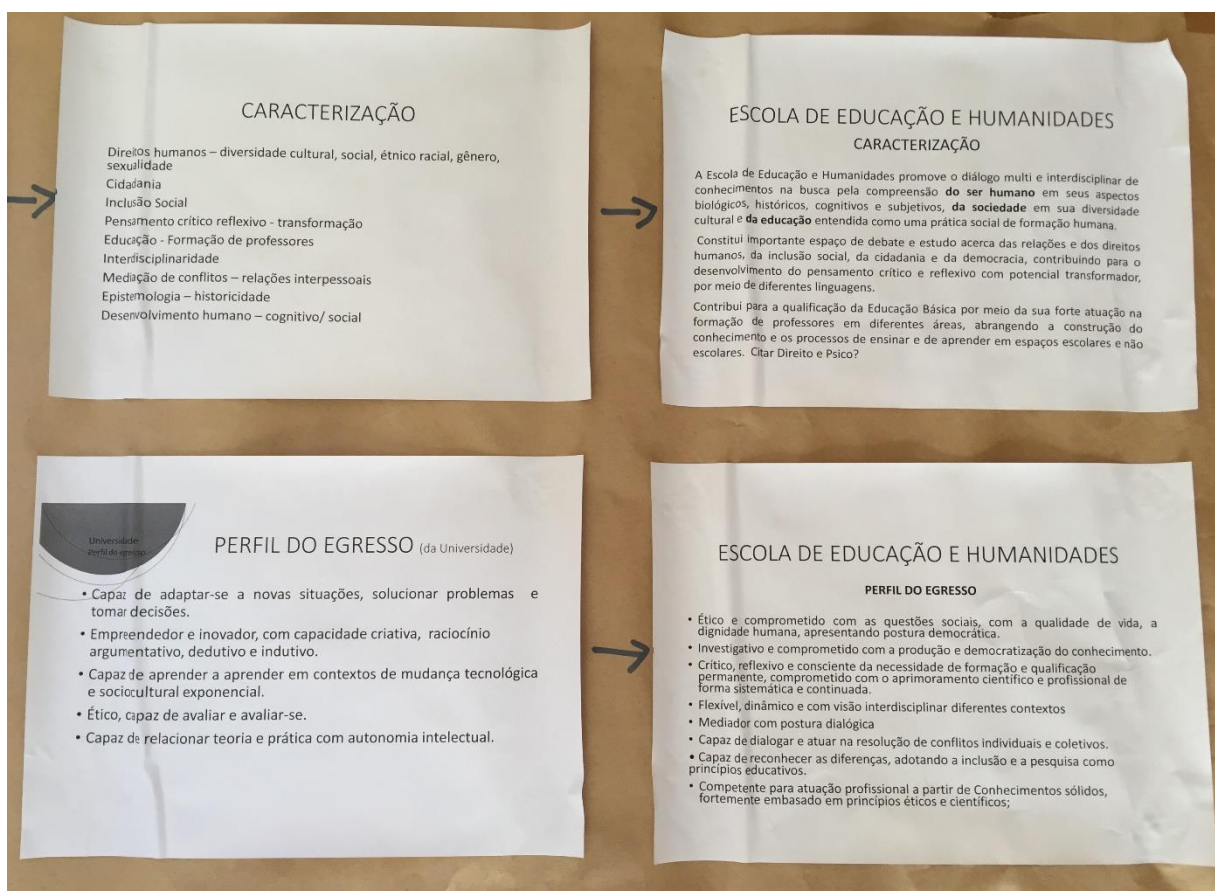 CARACTERIZAÇÃO
Direitos humanos – diversidade cultural, social, étnico racial, gênero,
sexualidade
Cidadania
Inclusão Social
Pensamento crítico reflexivo - transformação
Educação - Formação de professores
Interdisciplinaridade
Mediação de conflitos – relações interpessoais
Epistemologia – historicidade
Desenvolvimento humano – cognitivo/ social
ESCOLA DE EDUCAÇÃO E HUMANIDADES
CARACTERIZAÇÃO
A Escola de Educação e Humanidades promove o diálogo multi e interdisciplinar de
conhecimentos na busca pela compreensão do ser humano em seus aspectos
biológicos, históricos, cognitivos e subjetivos, da sociedade em sua diversidade
cultural e da educação entendida como uma prática social de formação humana.
Constitui importante espaço de debate e estudo acerca das relações e dos direitos
humanos, da inclusão social, da cidadania e da democracia, contribuindo para o
desenvolvimento do pensamento crítico e reflexivo com potencial transformador,
por meio de diferentes linguagens.
Contribui para a qualificação da Educação Básica por meio da sua forte atuação na
formação de professores em diferentes áreas, abrangendo a construção do
conhecimento e os processos de ensinar e de aprender em espaços escolares e não
escolares. Citar Direito e Psico?
Universidade
Perfil do egresso
PERFIL DO EGRESSO (da Universidade)
• Capaz de adaptar-se a novas situações, solucionar problemas e
tomar decisões.
• Empreendedor e inovador, com capacidade criativa, raciocínio
argumentativo, dedutivo e indutivo.
• Capaz de aprender a aprender em contextos de mudança tecnológica
e sociocultural exponencial.
• Ético, capaz de avaliar e avaliar-se.
• Capaz de relacionar teoria e prática com autonomia intelectual.
ESCOLA DE EDUCAÇÃO E HUMANIDADES
PERFIL DO EGRESSO
• Ético e comprometido com as questões sociais, com a qualidade de vida, a
dignidade humana, apresentando postura democrática.
• Investigativo e comprometido com a produção e democratização do conhecimento.
• Crítico, reflexivo e consciente da necessidade de formação e qualificação
permanente, comprometido com o aprimoramento científico e profissional de
forma sistemática e continuada.
• Flexível, dinâmico e com visão interdisciplinar diferentes contextos
• Mediador com postura dialógica
• Capaz de dialogar e atuar na resolução de conflitos individuais e coletivos.
• Capaz de reconhecer as diferenças, adotando a inclusão e a pesquisa como
princípios educativos.
• Competente para atuação profissional a partir de Conhecimentos sólidos,
fortemente embasado em princípios éticos e científicos;